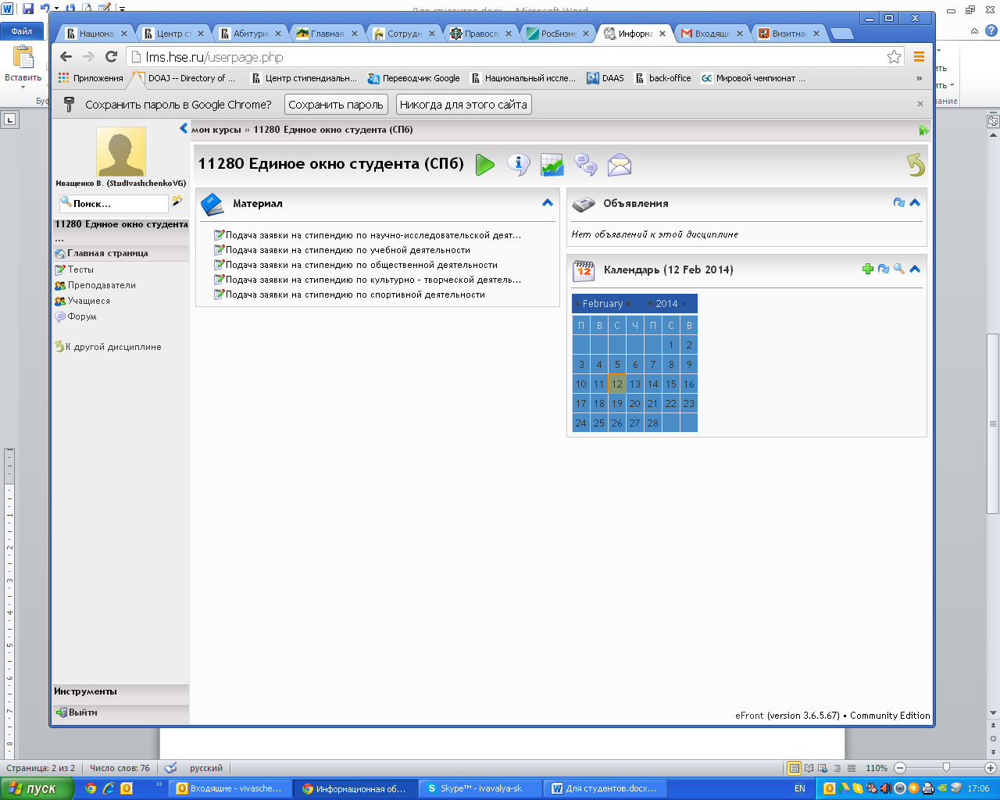 Для студентов.docx - Microsoft Word
Файл
Национа.
Центр ст
Абитури
Главная
Сотрудн
Правосл
РосБизне
Информа
Входящи
Визитная
lms.hse.ru/userpage.php
Вставить
Приложения
DOAJ -- Directory of ...
Центр стипендиальн...
Переводчик Google
Национальный иссле...
DAAS
back-office
Мировой чемпионат ...
»
Сохранить пароль в Google Chrome?
Сохранить пароль
Никогда для этого сайта
мои курсы » 11280 Единое окно студента (СПб)
11280 Единое окно студента (СПб)
Иващенко В. (StudIvashchenkoVG)
Поиск...
11280 Единое окно студента
...
Главная страница
Тесты
Преподаватели
Учащиеся
Форум
К другой дисциплине
Материал
Подача заявки на стипендию по научно-исследовательской деят...
Подача заявки на стипендию по учебной деятельности
Подача заявки на стипендию по общественной деятельности
Подача заявки на стипендию по культурно - творческой деятель...
Подача заявки на стипендию по спортивной деятельности
Объявления
Нет объявлений к этой дисциплине
Календарь (12 Feb 2014)
« February » « 2014 »
П В С Ч П С В
1 2
3 4 5 6 7 8 9
10 11 12 13 14 15 16
17 18 19 20 21 22 23
24 25 26 27 28
Инструменты
Выйти
eFront (version 3.6.5.67) • Community Edition
Страница: 2 из 2
Число слов: 76
русский
110%
пуск
Входящие - vivasche...
Информационная об...
Skype™ - ivavalya-sk
Для студентов.docx...
EN
17:06